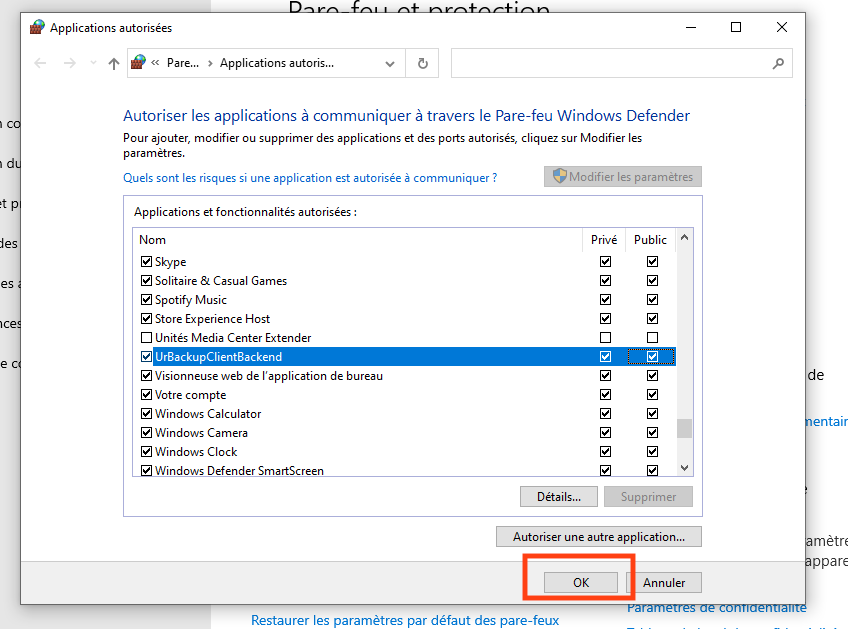 Pare-feu et protection
Applications autorisées
« Pare... › Applications autoris...
Autoriser les applications à communiquer à travers le Pare-feu Windows Defender
Pour ajouter, modifier ou supprimer des applications et des ports autorisés, cliquez sur Modifier les
paramètres.
Quels sont les risques si une application est autorisée à communiquer ?
Modifier les paramètres
Applications et fonctionnalités autorisées :
Nom Privé Public
Skype
Solitaire & Casual Games
Spotify Music
Store Experience Host
Unités Media Center Extender
UrBackupClientBackend
Visionneuse web de l'application de bureau
Votre compte
Windows Calculator
Windows Camera
Windows Clock
Windows Defender SmartScreen
Détails... Supprimer
Autoriser une autre application...
OK Annuler
de
Restaurer les paramètres par défaut des pare-feux
Paramètres de confidentialité